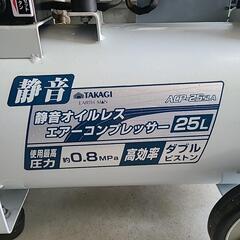 静音
TAKAGI
EARTH MAN
ACP-25SLA
静音オイルレス
エアーコンプレッサー 25L
使用最高圧力 約0.8MPa 高効率 ダブルピストン